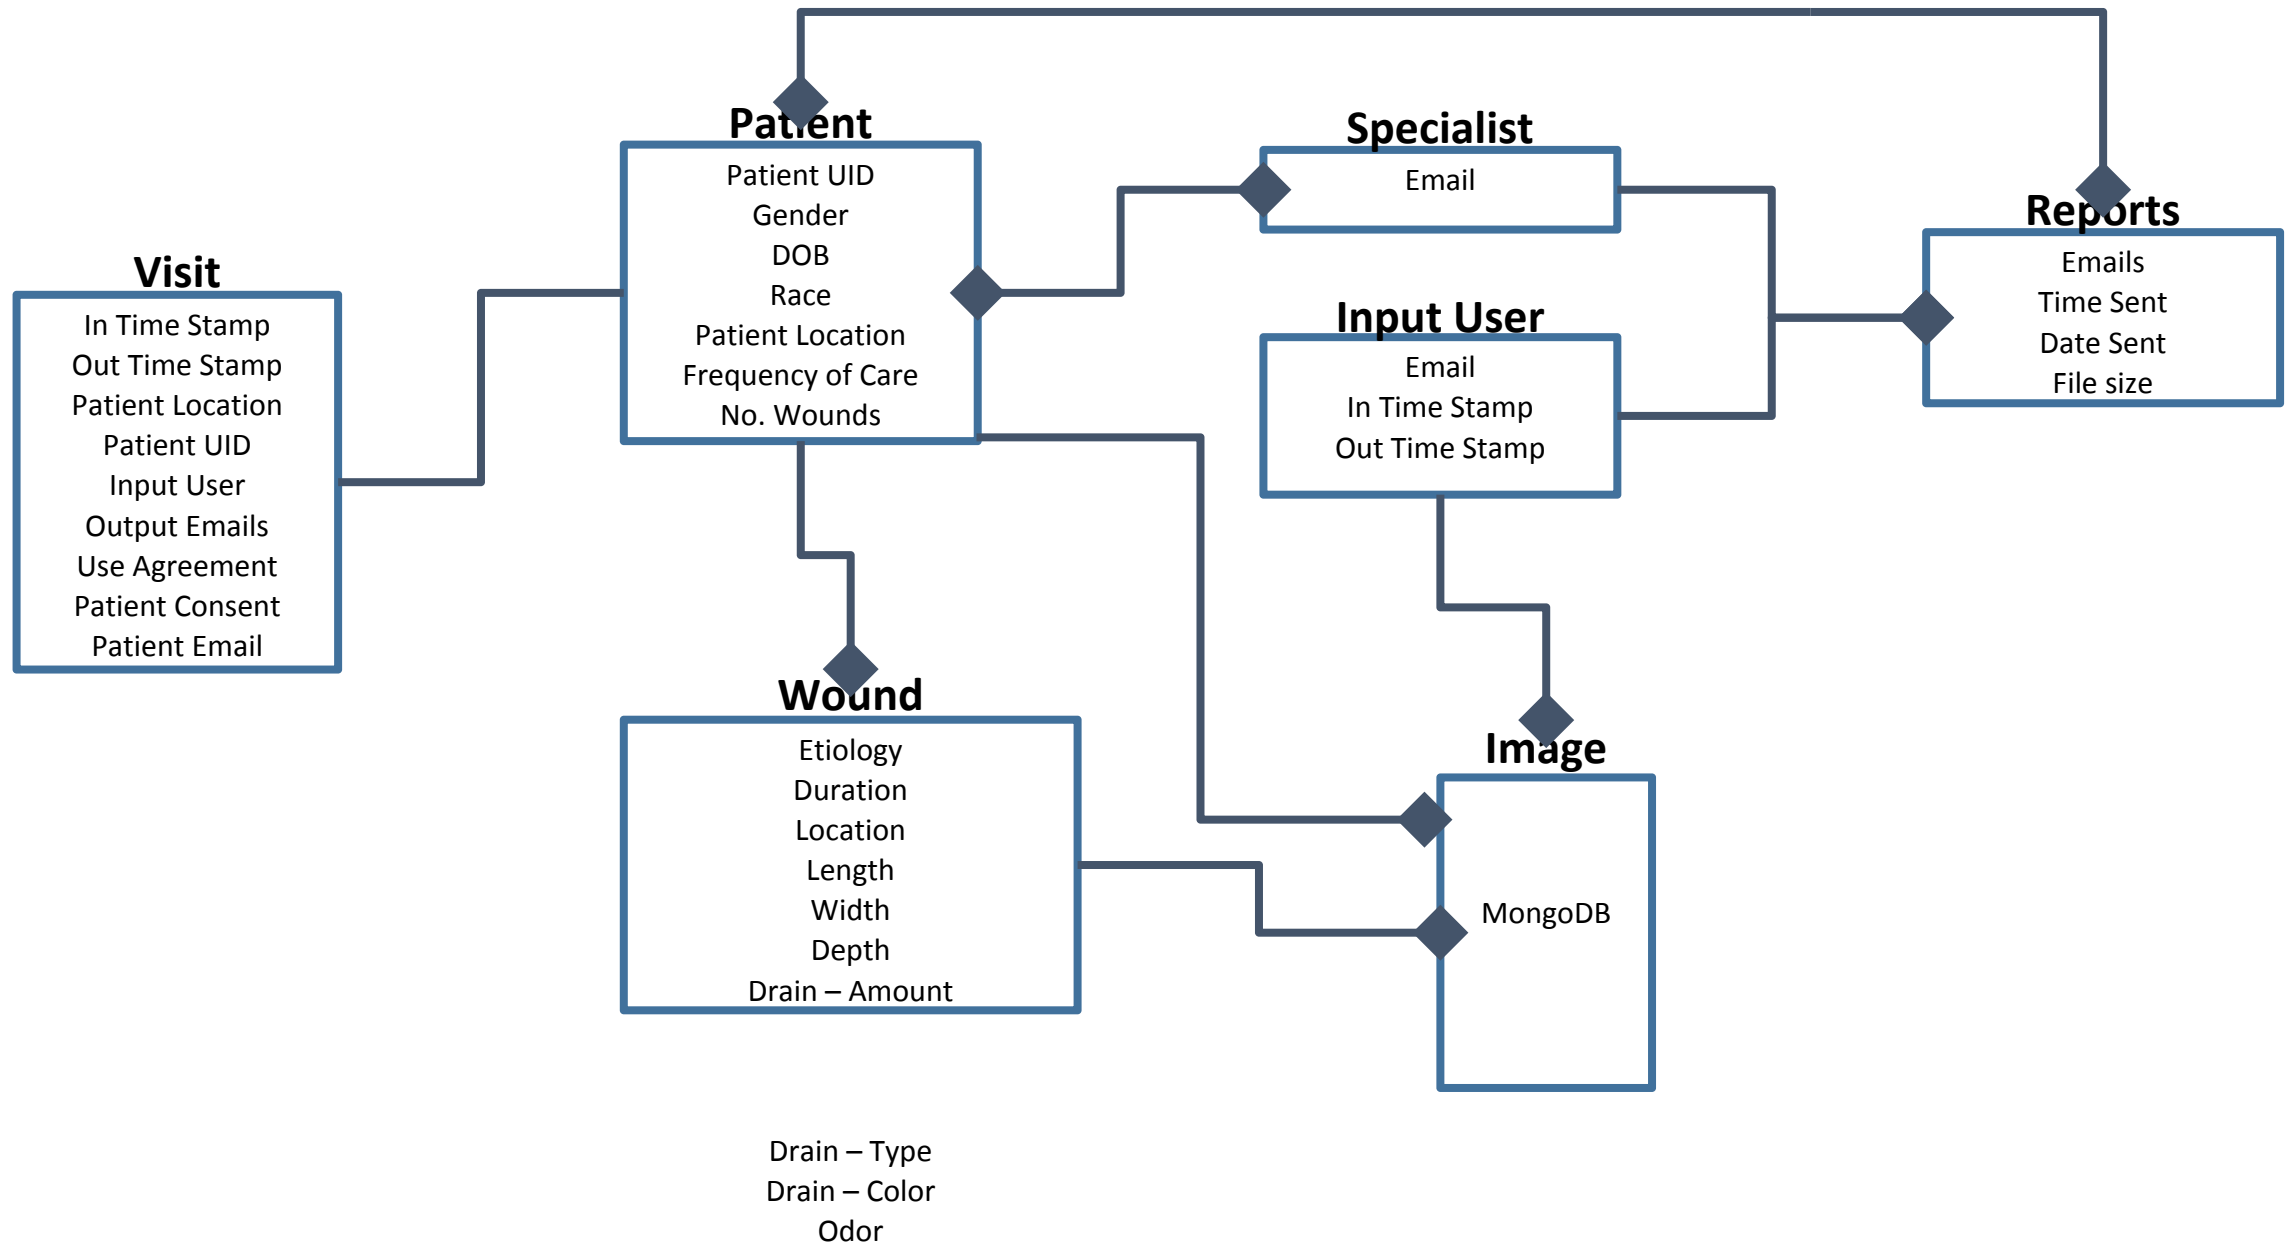 Visit
In Time Stamp
Out Time Stamp
Patient Location
Patient UID
Input User
Output Emails
Use Agreement
Patient Consent
Patient Email
Patient
Patient UID
Gender
DOB
Race
Patient Location
Frequency of Care
No. Wounds
Specialist
Email
Input User
Email
In Time Stamp
Out Time Stamp
Reports
Emails
Time Sent
Date Sent
File size
Wound
Etiology
Duration
Location
Length
Width
Depth
Drain – Amount
Drain – Type
Drain – Color
Odor
Image
MongoDB